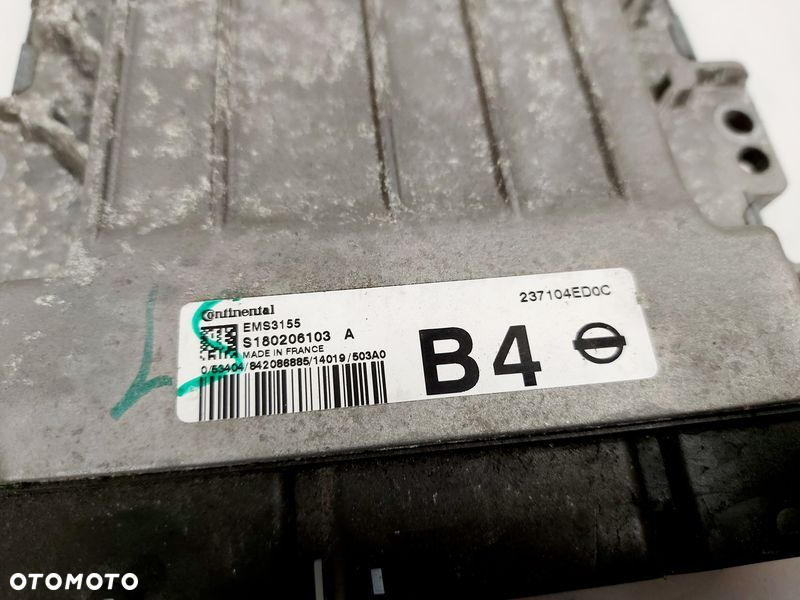 Continental
237104ED0C
EMS3155
S180206103 A
MADE IN FRANCE
0/53404/842086885/14019/503A0
B4
OTOMOTO